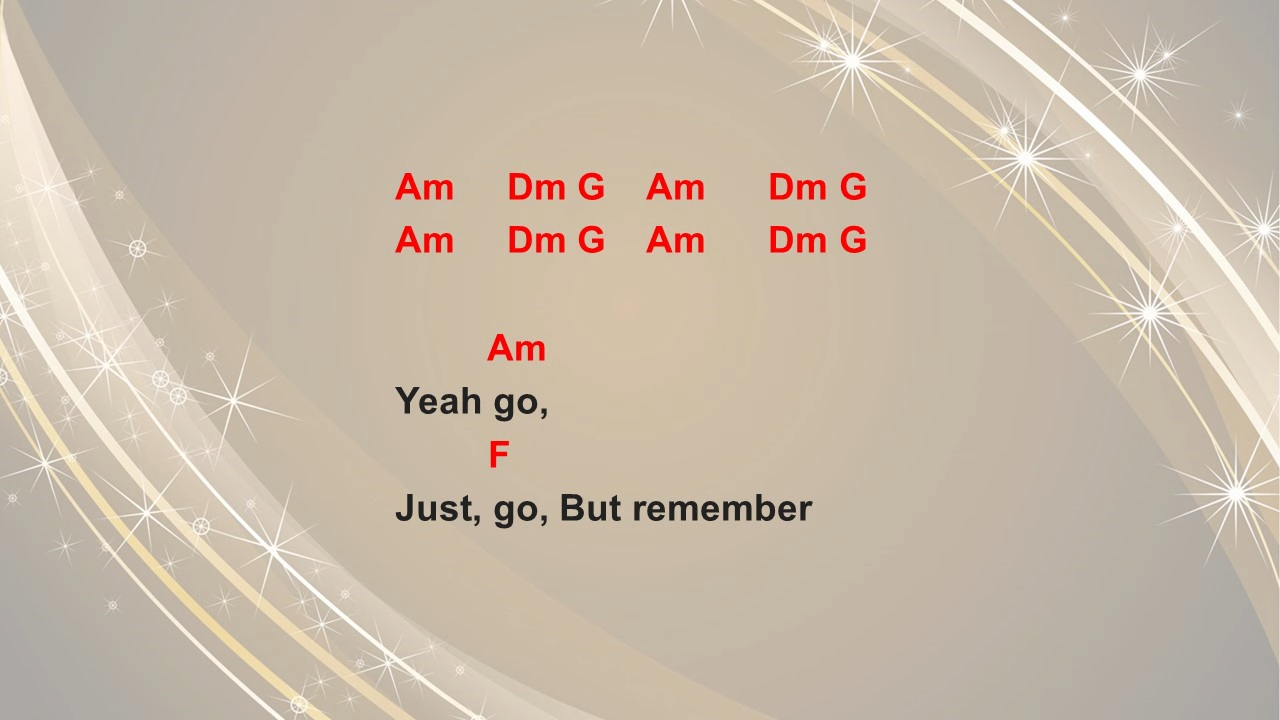 Am Dm G Am Dm G
Am Dm G Am Dm G
Am
Yeah go,
F
Just, go, But remember